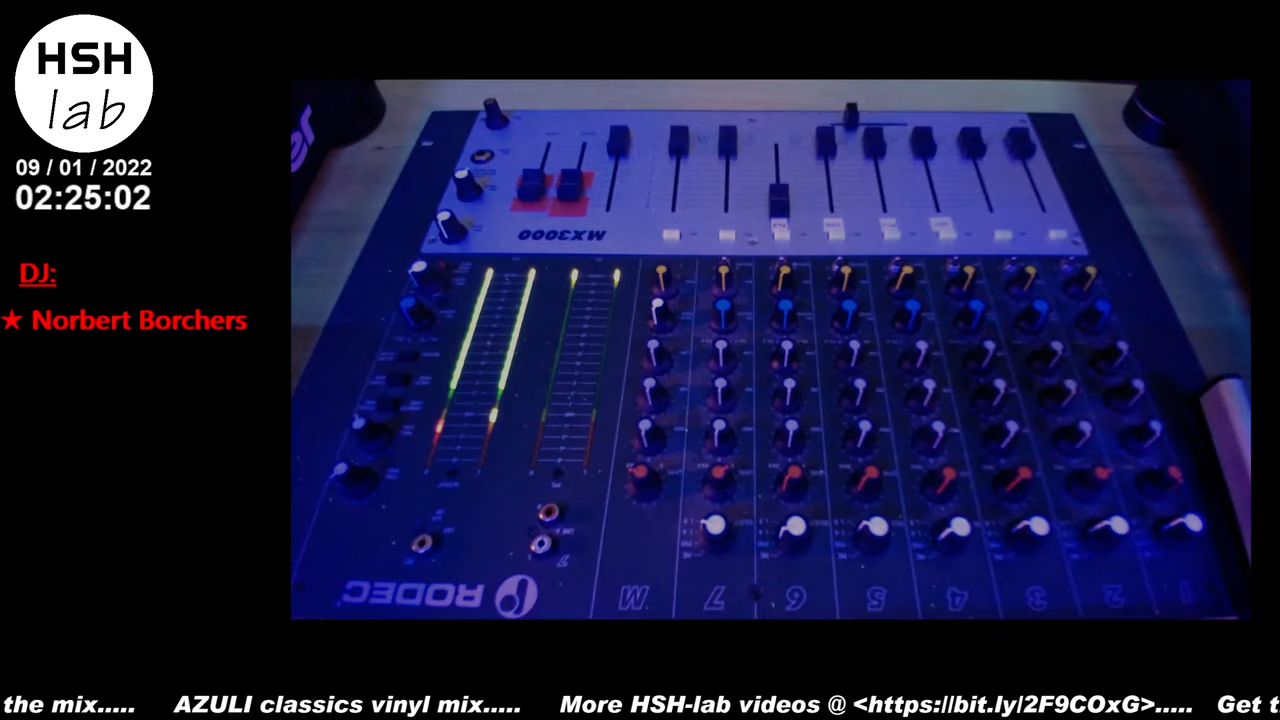 HSH
lab
09 / 01 / 2022
02:25:02
DJ:
★ Norbert Borchers
MX3000
RODEC
M
7
6
5
4
3
2
1
the mix..... AZULI classics vinyl mix..... More HSH-lab videos @ <https://bit.ly/2F9COxG>..... Get t